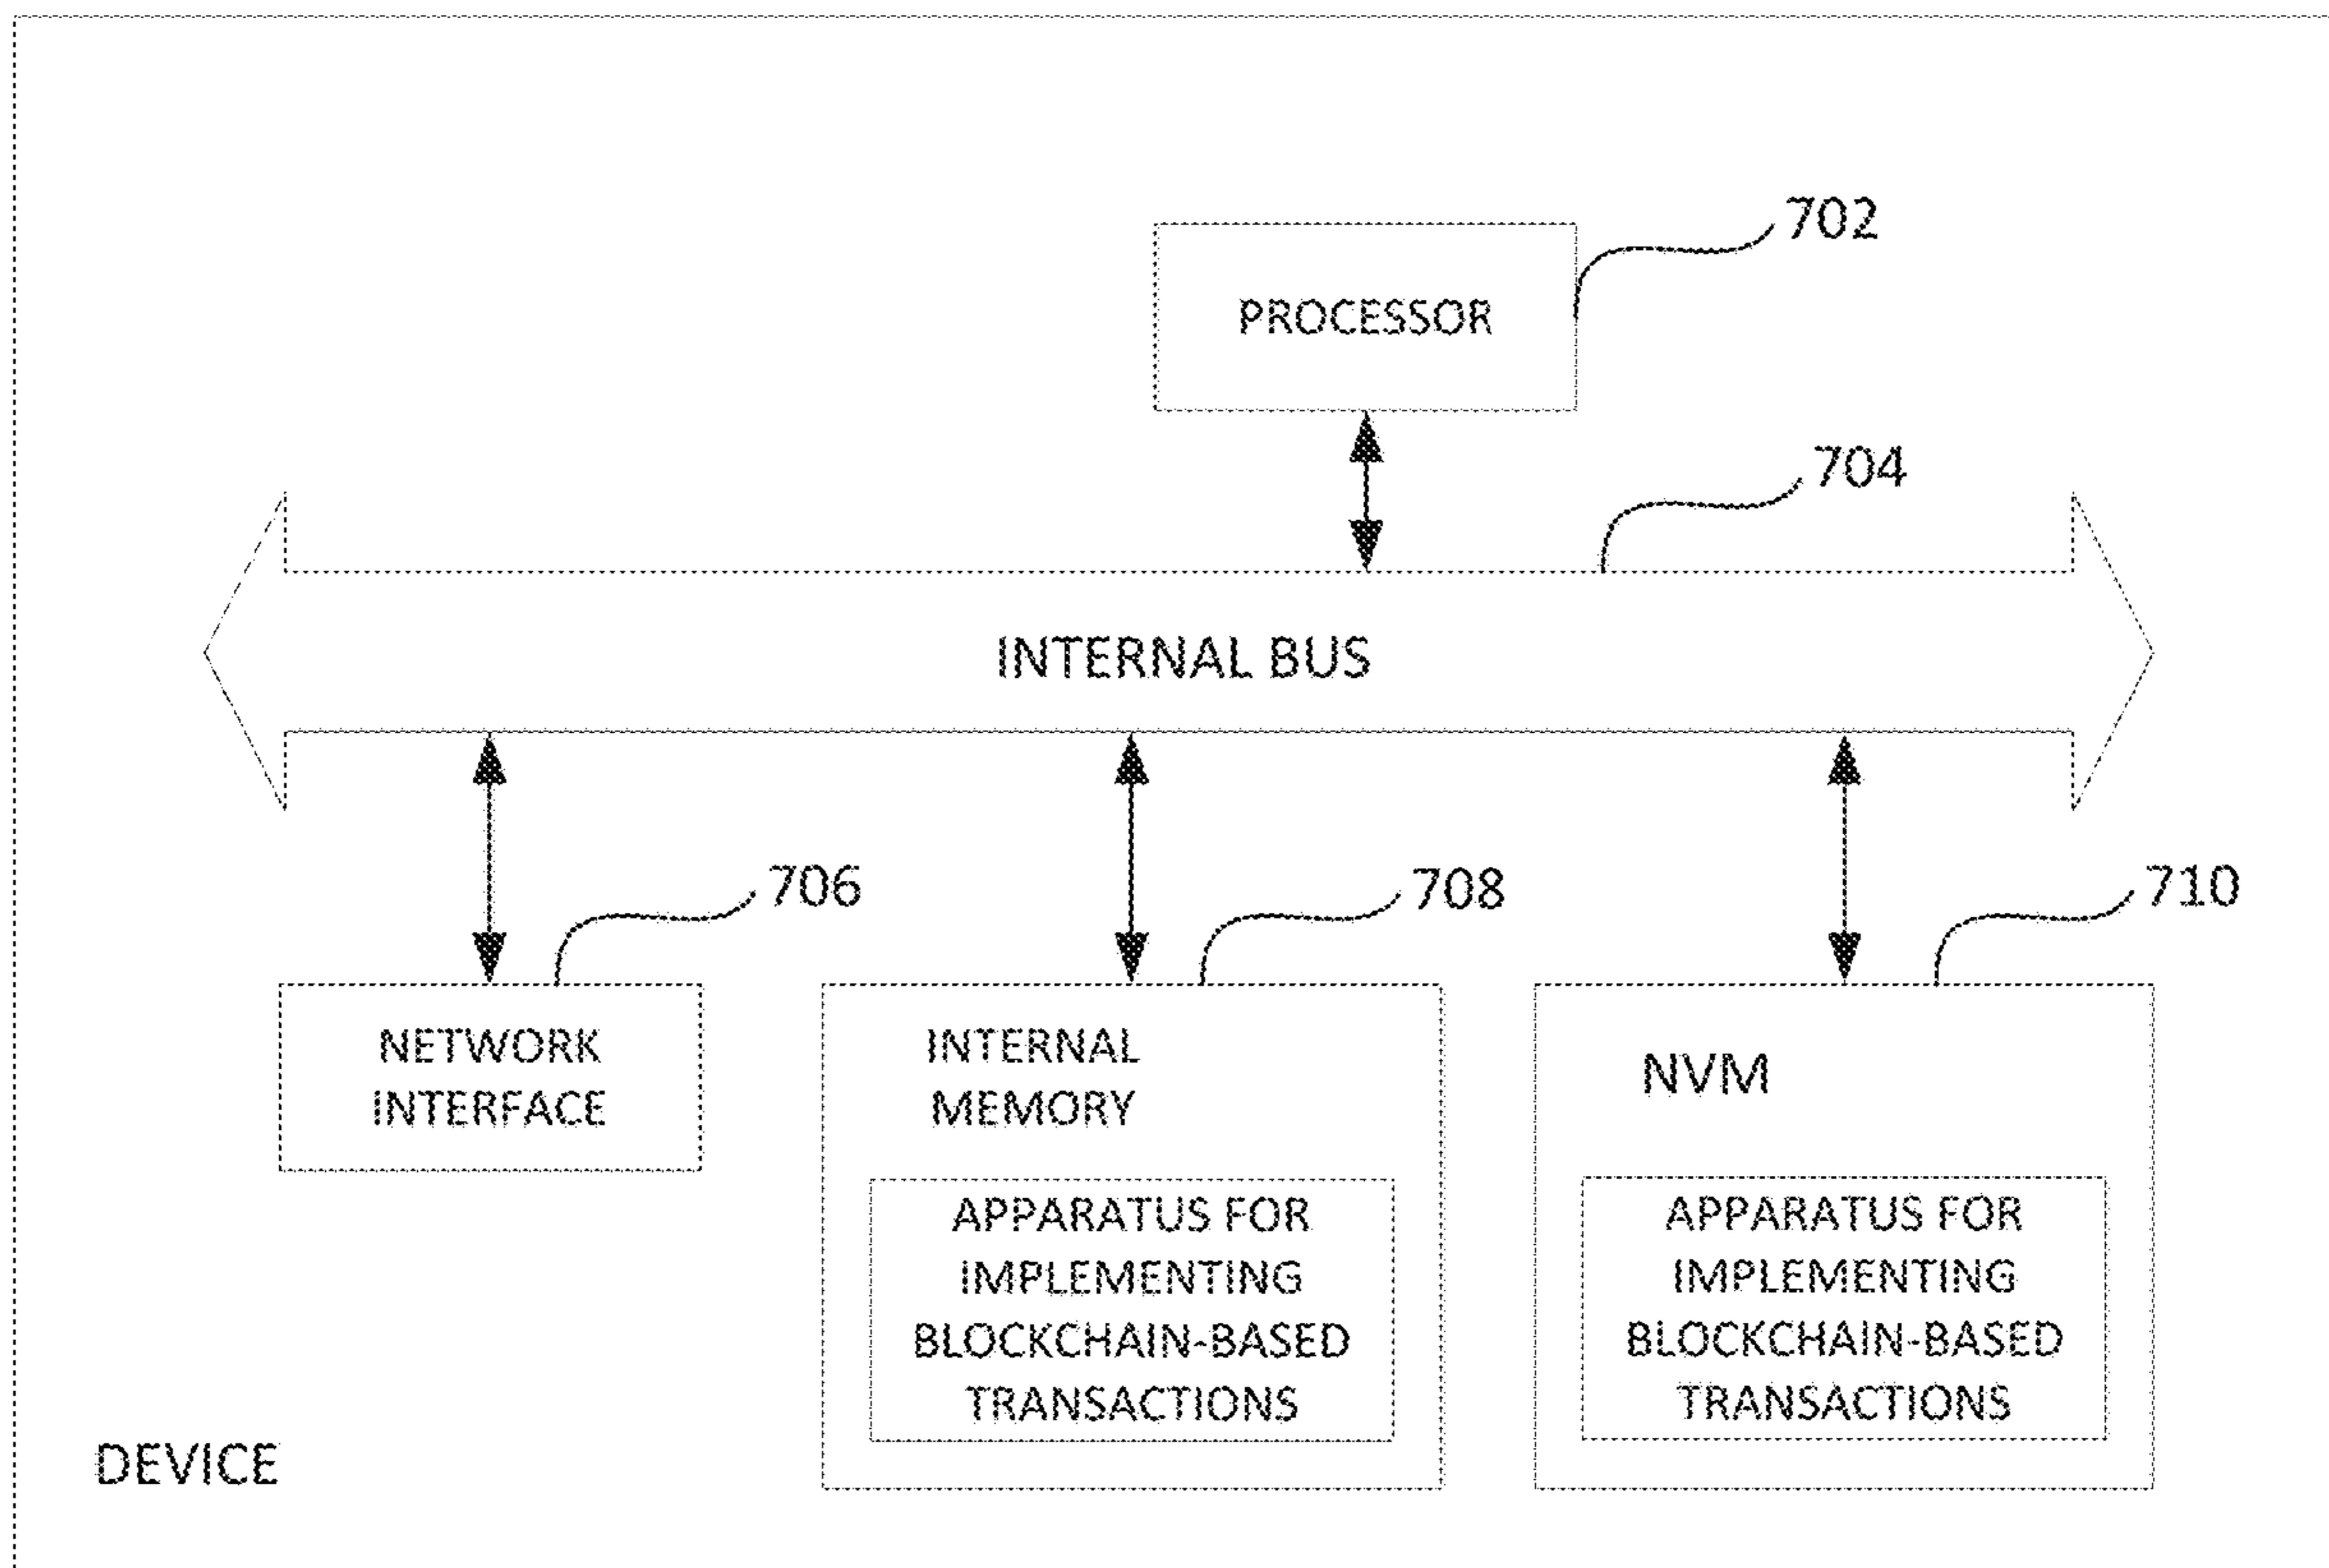 702
PROCESSOR
704
INTERNAL BUS
706
708
710
NETWORK
INTERFACE
INTERNAL
MEMORY
NVM
APPARATUS FOR
IMPLEMENTING
BLOCKCHAIN-BASED
TRANSACTIONS
APPARATUS FOR
IMPLEMENTING
BLOCKCHAIN-BASED
TRANSACTIONS
DEVICE